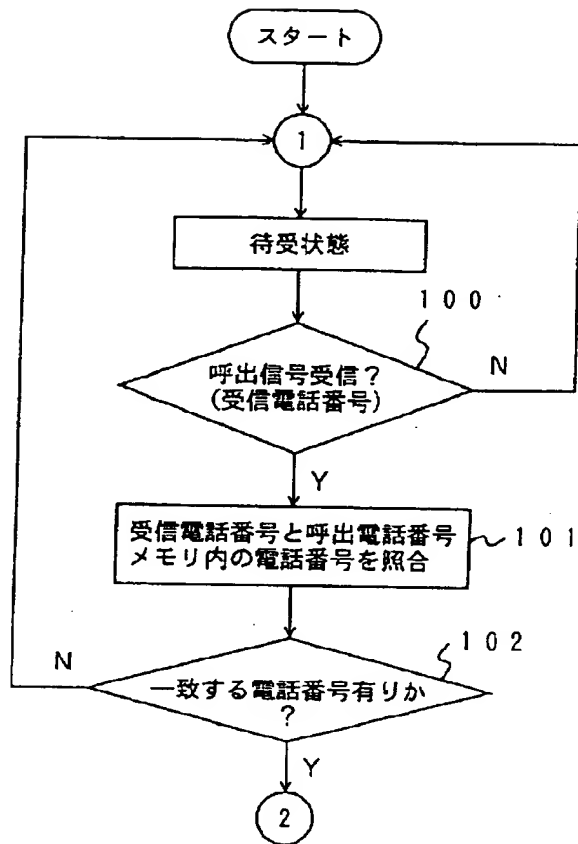 スタート
1
待受状態
100
呼出信号受信?
(受信電話番号)
N
Y
受信電話番号と呼出電話番号
メモリ内の電話番号を照合
101
102
N
一致する電話番号有りか
?
Y
2